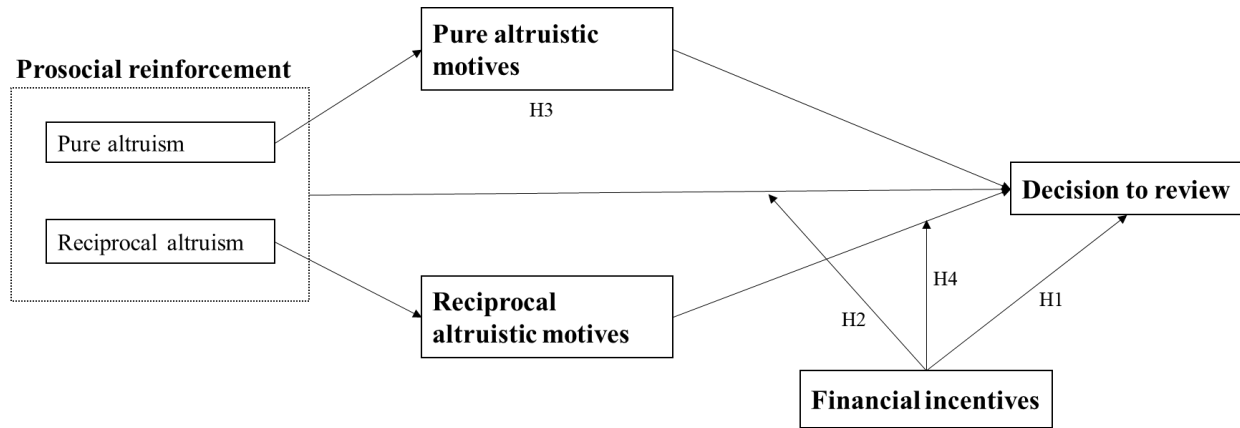 Pure altruistic
motives
Prosocial reinforcement
H3
Pure altruism
Decision to review
Reciprocal altruism
Reciprocal
altruistic motives
H4
H1
H2
Financial incentives